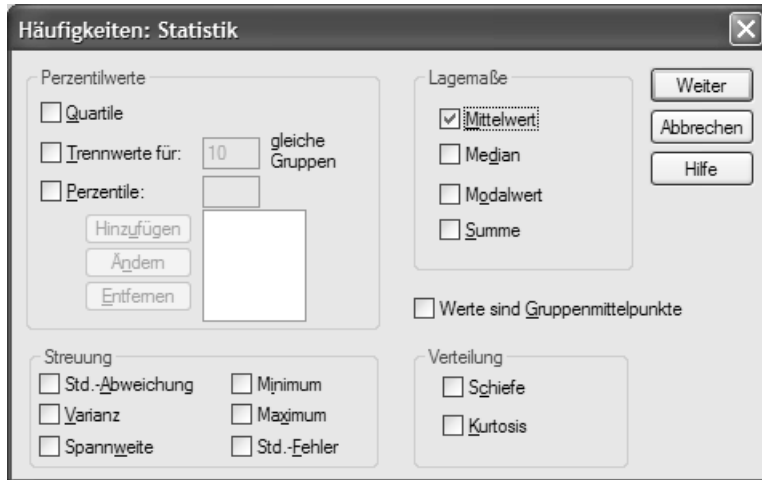 Häufigkeiten: Statistik
Perzentilwerte
Quartile
Trennwerte für: 10 gleiche Gruppen
Perzentile:
Hinzufügen
Ändern
Entfernen
Lagemaße
Mittelwert
Median
Modalwert
Summe
Weiter
Abbrechen
Hilfe
Werte sind Gruppenmittelpunkte
Streuung
Std.-Abweichung
Minimum
Varianz
Maximum
Spannweite
Std.-Fehler
Verteilung
Schiefe
Kurtosis